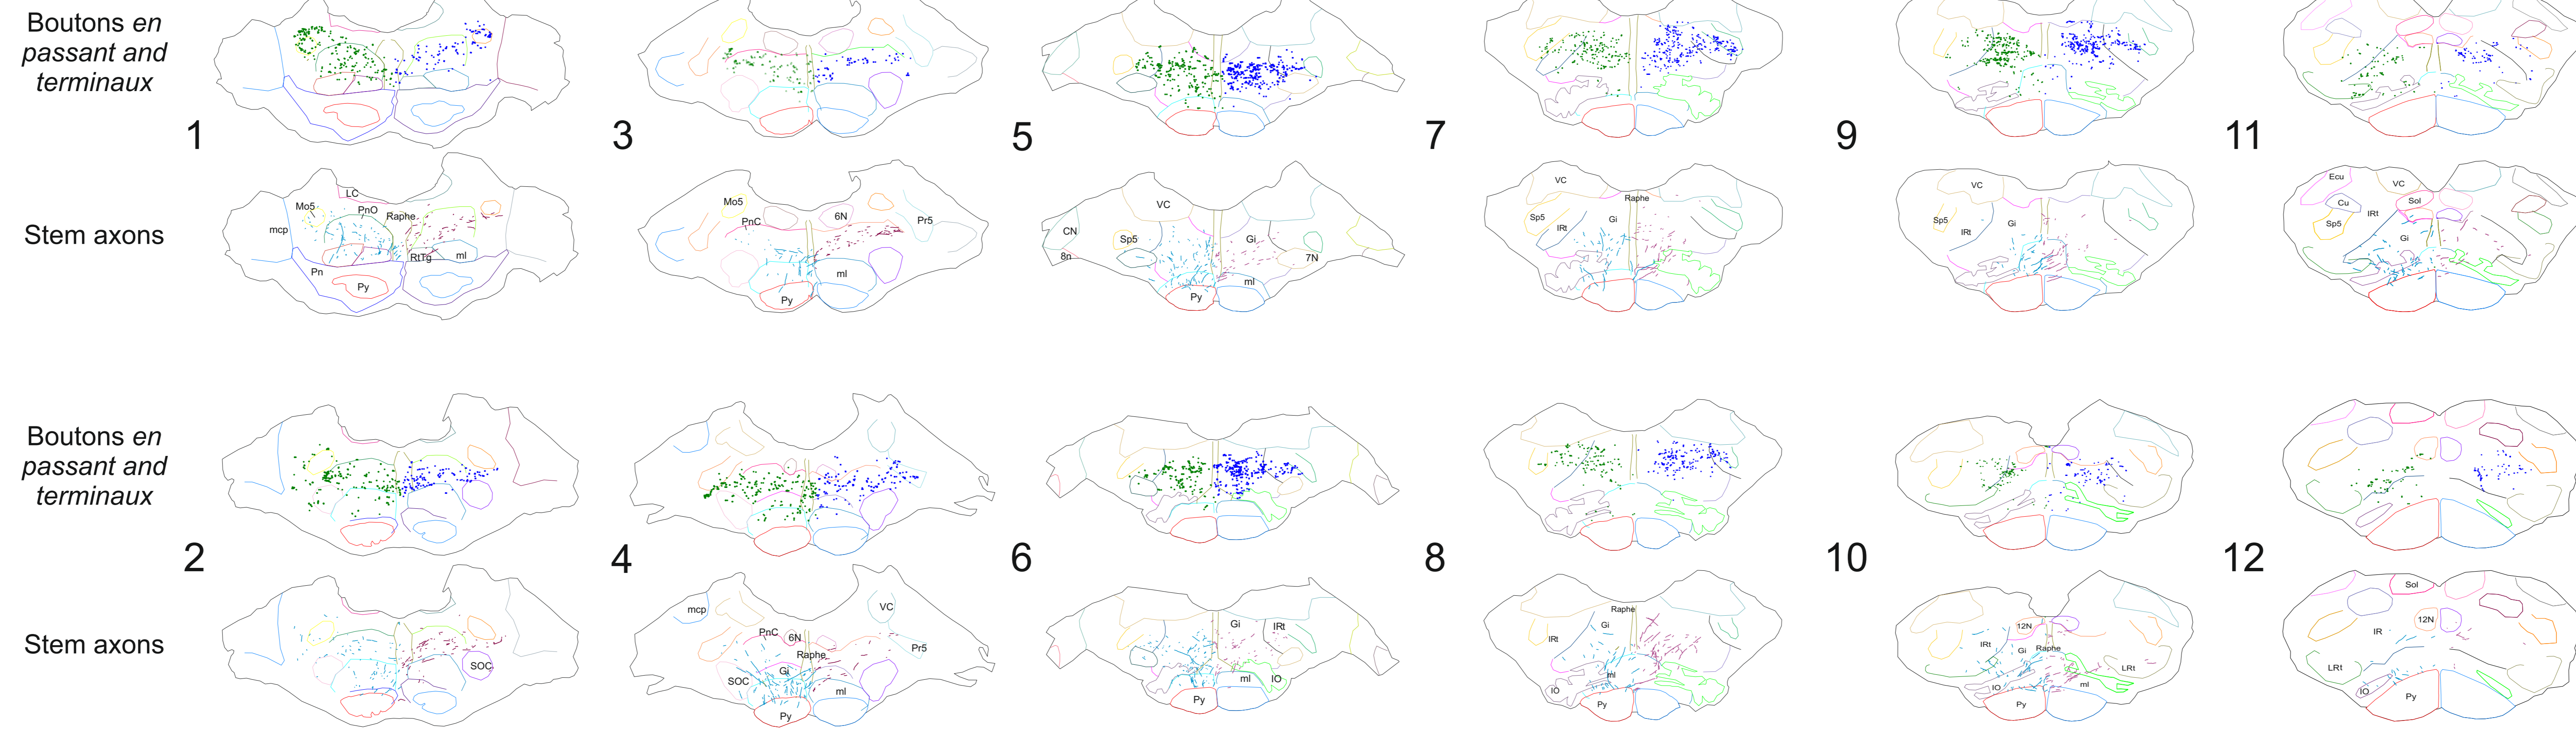 Boutons en
passant and
terminaux
1
3
5
7
9
11
Stem axons
mcp
Mo5
LC
PnO
Raphe
RtTg
ml
Pn
Py
Mo5
PnC
6N
Pr5
ml
Py
CN
8n
VC
Sp5
Gi
7N
ml
Py
VC
Raphe
Sp5
IRt
Gi
VC
Sp5
IRt
Gi
Ecu
Cu
Sp5
VC
Sol
IRt
Gi
Boutons en
passant and
terminaux
2
4
6
8
10
12
Stem axons
SOC
mcp
VC
PnC
6N
Raphe
Pr5
SOC
Gi
ml
Py
Gi
IRt
ml
IO
Py
Raphe
IRt
Gi
ml
IO
Py
12N
IRt
Gi
Raphe
LRt
IO
ml
Py
Sol
12N
IR
LRt
IO
Py